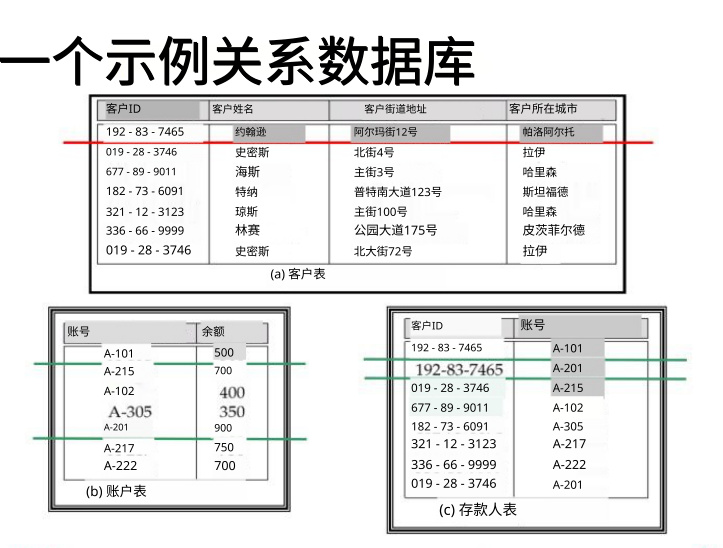 一个示例关系数据库
客户ID 客户姓名 客户街道地址 客户所在城市
192 - 83 - 7465 约翰逊 阿尔玛街12号 帕洛阿尔托
019 - 28 - 3746 史密斯 北街4号 拉伊
677 - 89 - 9011 海斯 主街3号 哈里森
182 - 73 - 6091 特纳 普特南大道123号 斯坦福德
321 - 12 - 3123 琼斯 主街100号 哈里森
336 - 66 - 9999 林赛 公园大道175号 皮茨菲尔德
019 - 28 - 3746 史密斯 北大街72号 拉伊
(a) 客户表
账号 余额
A-101 500
A-215 700
A-102 400
A-305 350
A-201 900
A-217 750
A-222 700
(b) 账户表
客户ID 账号
192 - 83 - 7465 A-101
192-83-7465 A-201
019 - 28 - 3746 A-215
677 - 89 - 9011 A-102
182 - 73 - 6091 A-305
321 - 12 - 3123 A-217
336 - 66 - 9999 A-222
019 - 28 - 3746 A-201
(c) 存款人表